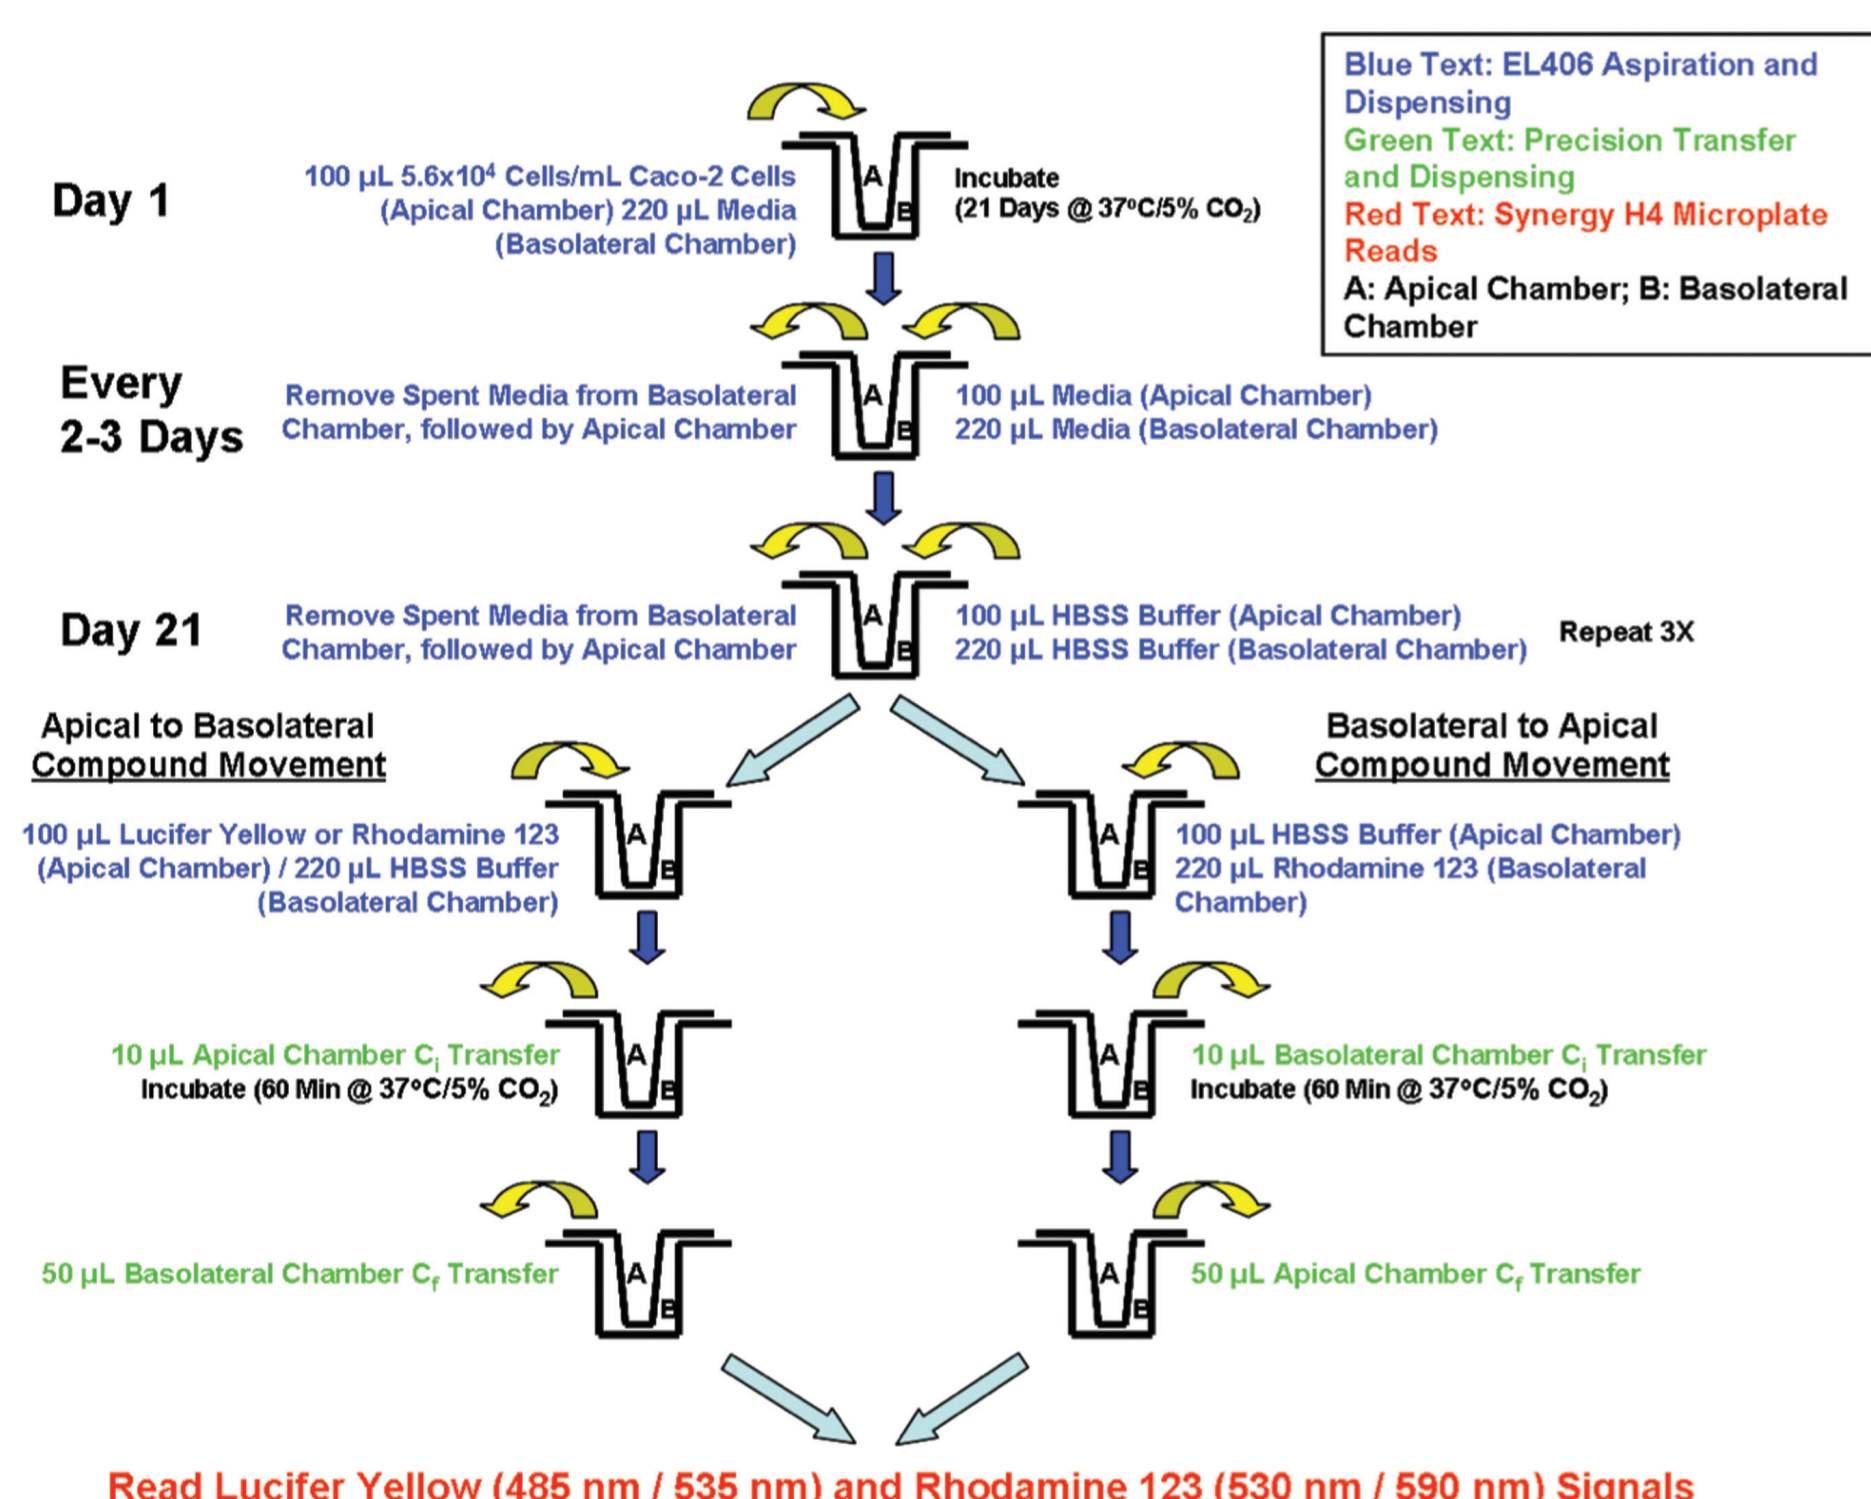 Blue Text: EL406 Aspiration and
Dispensing
Green Text: Precision Transfer
and Dispensing
Red Text: Synergy H4 Microplate
Reads
A: Apical Chamber; B: Basolateral
Chamber
Day 1
100 µL 5.6x10⁴ Cells/mL Caco-2 Cells
(Apical Chamber) 220 µL Media
(Basolateral Chamber)
A
B
Incubate
(21 Days @ 37ºC/5% CO₂)
Every
2-3 Days
Remove Spent Media from Basolateral
Chamber, followed by Apical Chamber
A
B
100 µL Media (Apical Chamber)
220 µL Media (Basolateral Chamber)
Day 21
Remove Spent Media from Basolateral
Chamber, followed by Apical Chamber
A
B
100 µL HBSS Buffer (Apical Chamber)
220 µL HBSS Buffer (Basolateral Chamber)
Repeat 3X
Apical to Basolateral
Compound Movement
100 µL Lucifer Yellow or Rhodamine 123
(Apical Chamber) / 220 µL HBSS Buffer
(Basolateral Chamber)
A
B
10 µL Apical Chamber Cᵢ Transfer
Incubate (60 Min @ 37ºC/5% CO₂)
A
B
50 µL Basolateral Chamber C_f Transfer
A
B
Basolateral to Apical
Compound Movement
A
B
100 µL HBSS Buffer (Apical Chamber)
220 µL Rhodamine 123 (Basolateral
Chamber)
A
B
10 µL Basolateral Chamber Cᵢ Transfer
Incubate (60 Min @ 37ºC/5% CO₂)
A
B
50 µL Apical Chamber C_f Transfer
Read Lucifer Yellow (485 nm / 535 nm) and Rhodamine 123 (530 nm / 590 nm) Signals